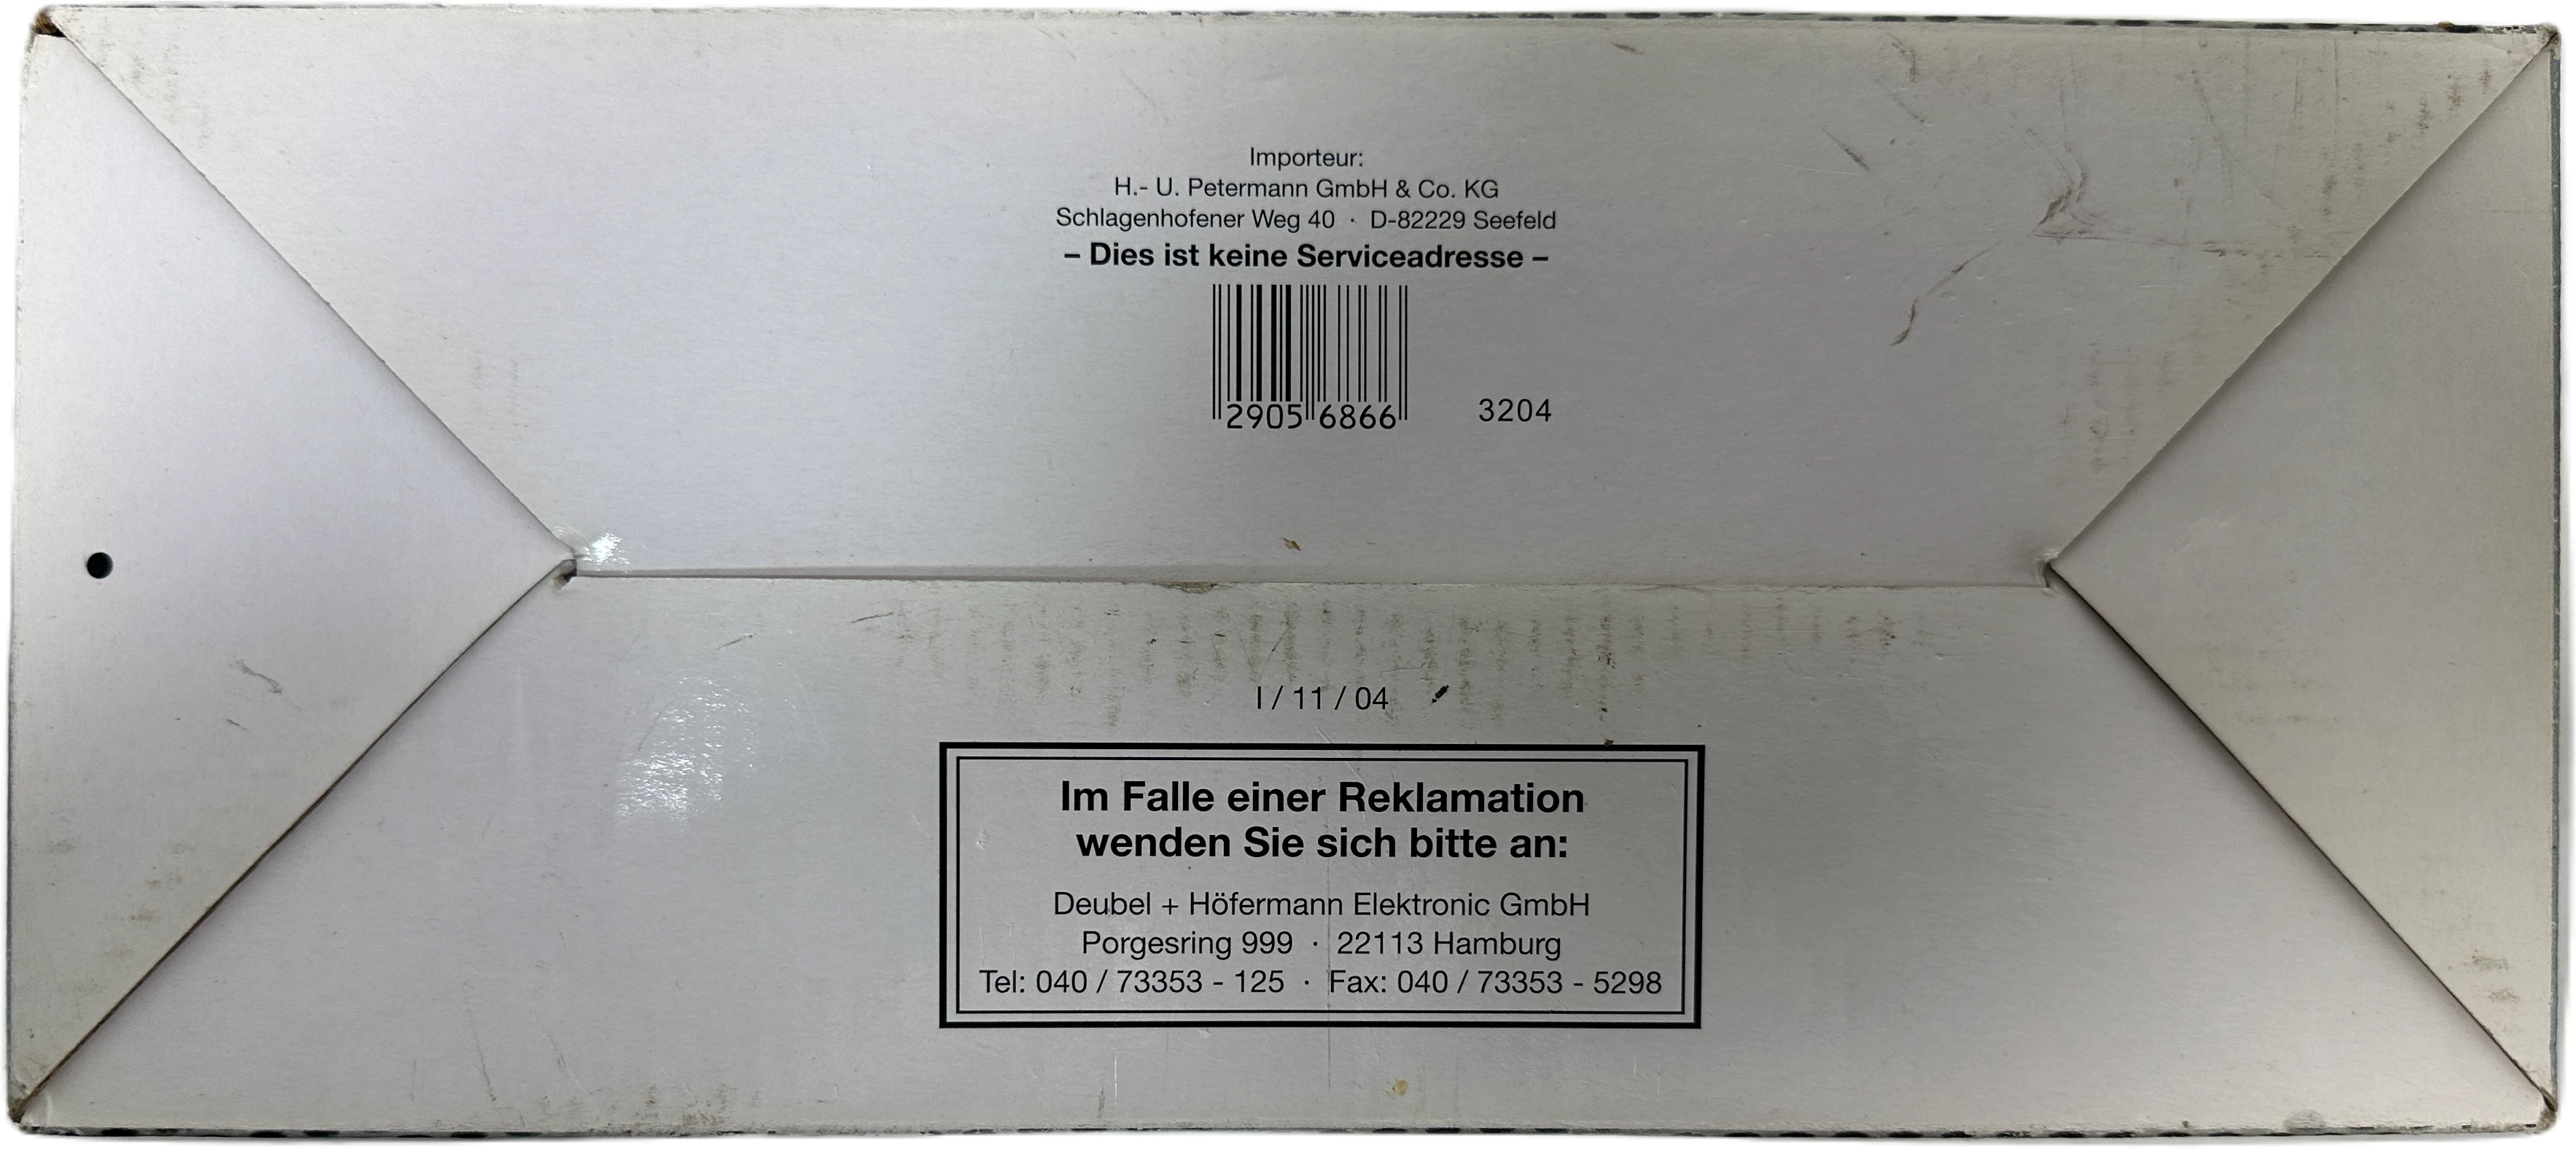 Importeur:
H.- U. Petermann GmbH & Co. KG
Schlagenhofener Weg 40 · D-82229 Seefeld
– Dies ist keine Serviceadresse –
2905 6866
3204
I / 11 / 04
Im Falle einer Reklamation
wenden Sie sich bitte an:
Deubel + Höfermann Elektronic GmbH
Porgesring 999 · 22113 Hamburg
Tel: 040 / 73353 - 125 · Fax: 040 / 73353 - 5298